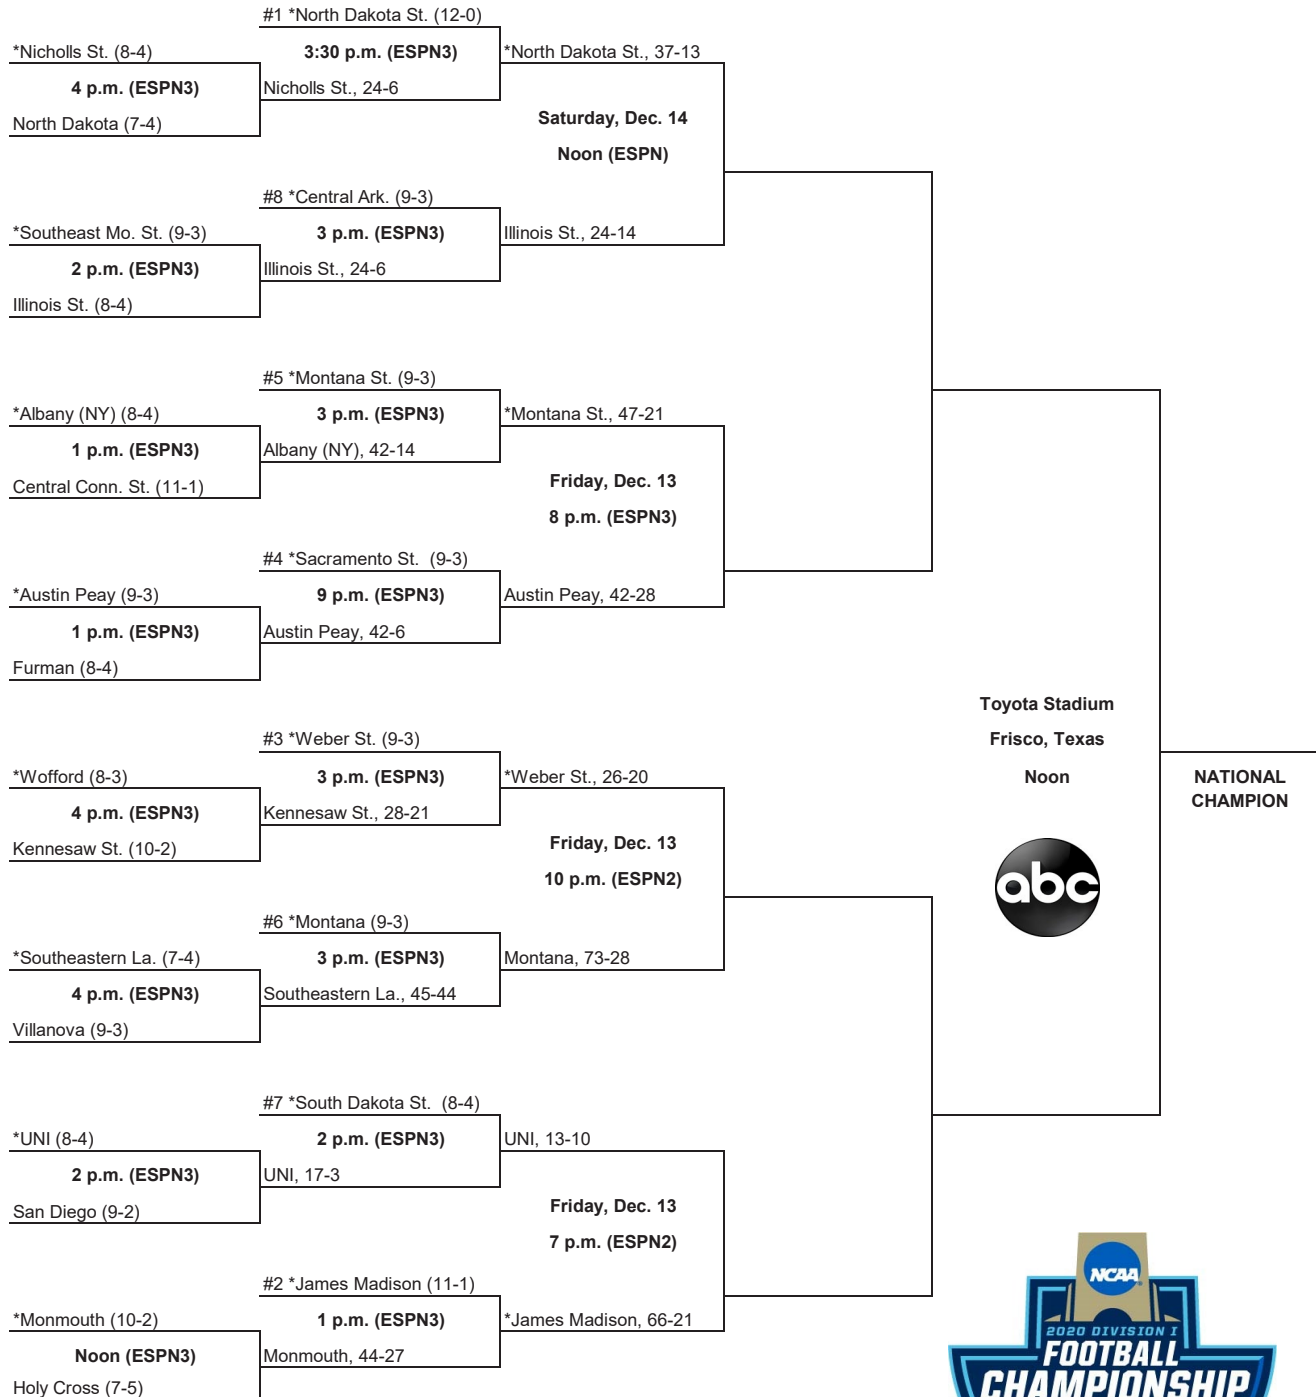 #1 *North Dakota St. (12-0)
*Nicholls St. (8-4)
3:30 p.m. (ESPN3)
*North Dakota St., 37-13
4 p.m. (ESPN3)
Nicholls St., 24-6
North Dakota (7-4)
Saturday, Dec. 14
Noon (ESPN)
#8 *Central Ark. (9-3)
*Southeast Mo. St. (9-3)
3 p.m. (ESPN3)
Illinois St., 24-14
2 p.m. (ESPN3)
Illinois St., 24-6
Illinois St. (8-4)
#5 *Montana St. (9-3)
*Albany (NY) (8-4)
3 p.m. (ESPN3)
*Montana St., 47-21
1 p.m. (ESPN3)
Albany (NY), 42-14
Central Conn. St. (11-1)
Friday, Dec. 13
8 p.m. (ESPN3)
#4 *Sacramento St. (9-3)
*Austin Peay (9-3)
9 p.m. (ESPN3)
Austin Peay, 42-28
1 p.m. (ESPN3)
Austin Peay, 42-6
Furman (8-4)
Toyota Stadium
Frisco, Texas
Noon
abc
NATIONAL
CHAMPION
#3 *Weber St. (9-3)
*Wofford (8-3)
3 p.m. (ESPN3)
*Weber St., 26-20
4 p.m. (ESPN3)
Kennesaw St., 28-21
Kennesaw St. (10-2)
Friday, Dec. 13
10 p.m. (ESPN2)
#6 *Montana (9-3)
*Southeastern La. (7-4)
3 p.m. (ESPN3)
Montana, 73-28
4 p.m. (ESPN3)
Southeastern La., 45-44
Villanova (9-3)
#7 *South Dakota St. (8-4)
*UNI (8-4)
2 p.m. (ESPN3)
UNI, 13-10
2 p.m. (ESPN3)
UNI, 17-3
San Diego (9-2)
Friday, Dec. 13
7 p.m. (ESPN2)
#2 *James Madison (11-1)
*Monmouth (10-2)
1 p.m. (ESPN3)
*James Madison, 66-21
Noon (ESPN3)
Monmouth, 44-27
Holy Cross (7-5)
NCAA
2020 DIVISION I
FOOTBALL
CHAMPIONSHIP